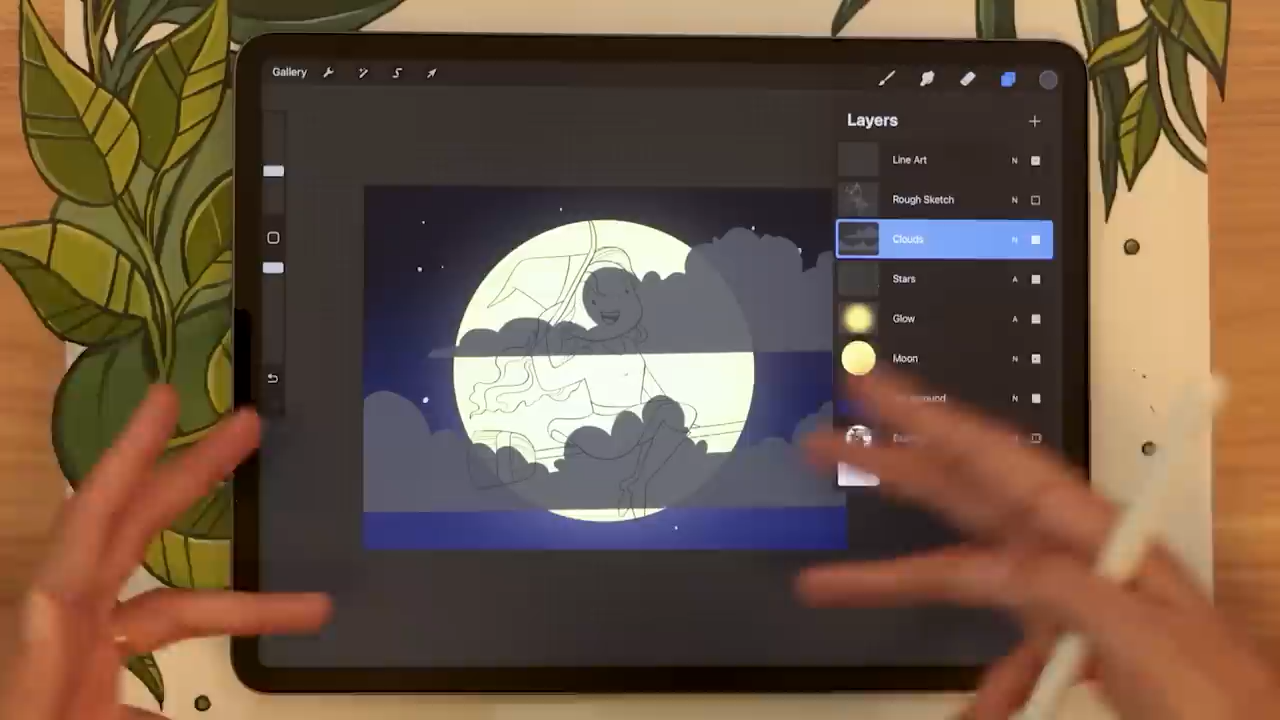 Gallery
Layers
Line Art N
Rough Sketch N
Clouds N
Stars A
Glow A
Moon N
N